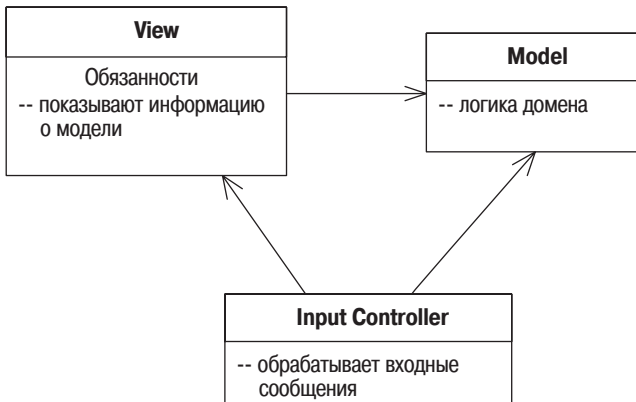 View
Обязанности
-- показывают информацию
о модели
Model
-- логика домена
Input Controller
-- обрабатывает входные
сообщения